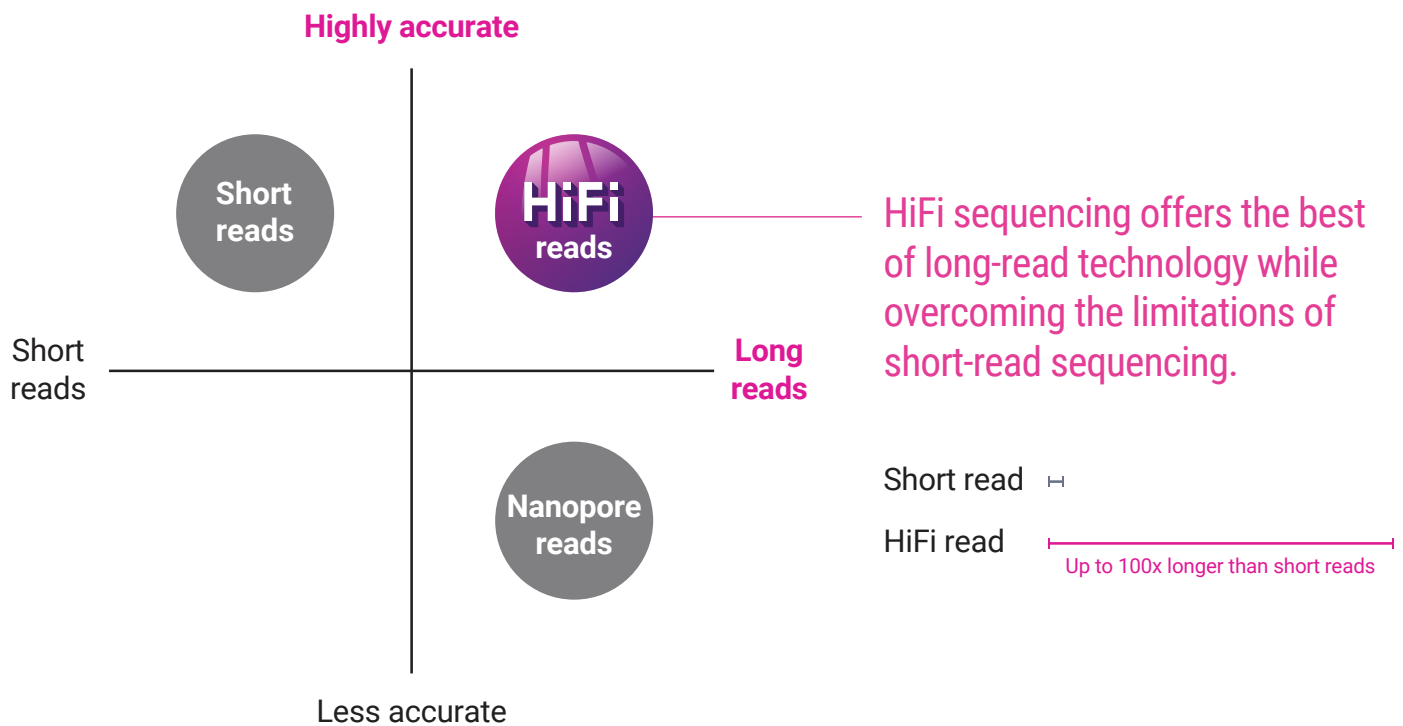 Highly accurate
Short
reads
HiFi
reads
HiFi sequencing offers the best
of long-read technology while
overcoming the limitations of
short-read sequencing.
Short
reads
Long
reads
Nanopore
reads
Short read
HiFi read
Up to 100x longer than short reads
Less accurate